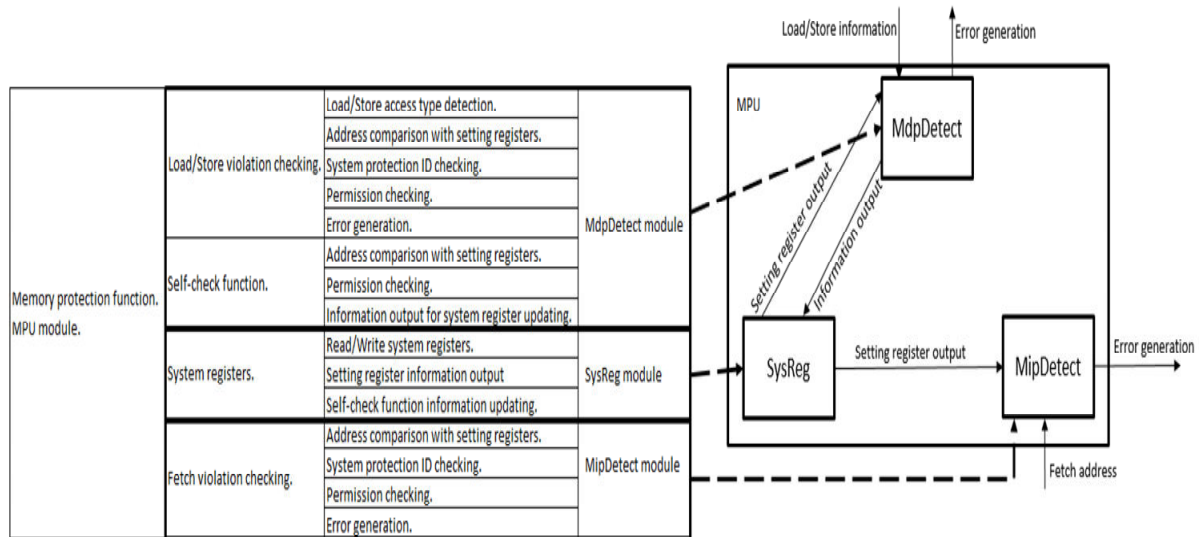 Memory protection function.
MPU module.
Load/Store violation checking.
Load/Store access type detection.
Address comparison with setting registers.
System protection ID checking.
Permission checking.
Error generation.
MdpDetect module
Self-check function.
Address comparison with setting registers.
Permission checking.
Information output for system register updating.
System registers.
Read/Write system registers.
Setting register information output
Self-check function information updating.
SysReg module
Fetch violation checking.
Address comparison with setting registers.
System protection ID checking.
Permission checking.
Error generation.
MipDetect module
Load/Store information
Error generation
MPU
MdpDetect
Setting register output
Information output
SysReg
Setting register output
MipDetect
Error generation
Fetch address